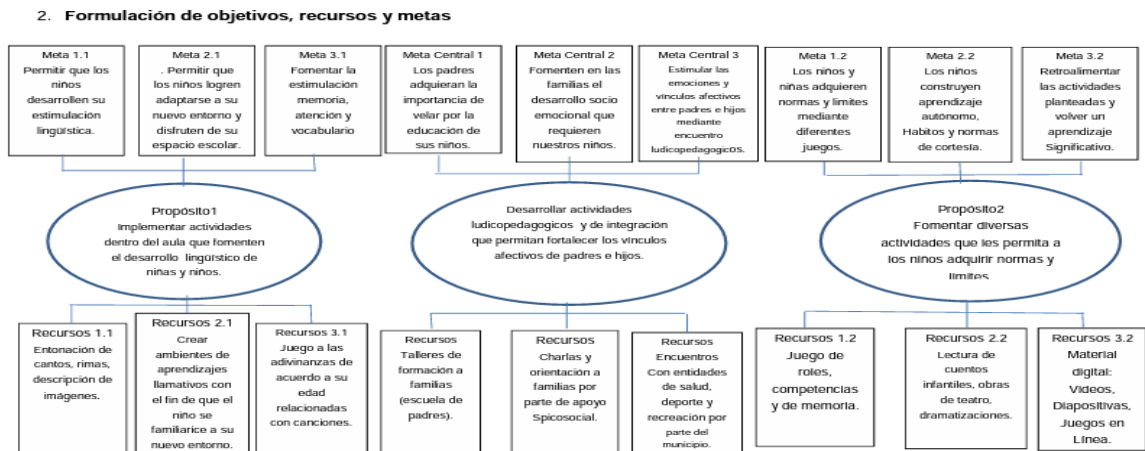 2. Formulación de objetivos, recursos y metas
Meta 1.1
Permitir que los
niños
desarrollen su
estimulación
lingüística.
Meta 2.1
. Permitir que
los niños logren
adaptarse a su
nuevo entorno y
disfruten de su
espacio escolar.
Meta 3.1
Fomentar la
estimulación
memoria,
atención y
vocabulario
Meta Central 1
Los padres
adquieran la
importancia de
velar por la
educación de
sus niños.
Meta Central 2
Fomenten en las
familias el
desarrollo socio
emocional que
requieren
nuestros niños.
Meta Central 3
Estimular las
emociones y
vínculos afectivos
entre padres e hijos
mediante
encuentro
ludicopedagogicos.
Meta 1.2
Los niños y
niñas adquieren
normas y limites
mediante
diferentes
juegos.
Meta 2.2
Los niños
construyen
aprendizaje
autónomo,
Habitos y normas
de cortesía.
Meta 3.2
Retroalimentar
las actividades
planteadas y
volver un
aprendizaje
Significativo.
Propósito1
Implementar actividades
dentro del aula que fomenten
el desarrollo lingüístico de
niñas y niños.
Desarrollar actividades
ludicopedagogicos y de integración
que permitan fortalecer los vínculos
afectivos de padres e hijos.
Propósito2
Fomentar diversas
actividades que les permita a
los niños adquirir normas y
limites
Recursos 1.1
Entonación de
cantos, rimas,
descripción de
imágenes.
Recursos 2.1
Crear
ambientes de
aprendizajes
llamativos con
el fin de que el
niño se
familiarice a su
nuevo entorno.
Recursos 3.1
Juego a las
adivinanzas de
acuerdo a su
edad
relacionadas
con canciones.
Recursos
Talleres de
formación a
familias
(escuela de
padres).
Recursos
Charlas y
orientación a
familias por
parte de apoyo
Spicosocial.
Recursos
Encuentros
Con entidades
de salud,
deporte y
recreación por
parte del
municipio.
Recursos 1.2
Juego de
roles,
competencias
y de memoria.
Recursos 2.2
Lectura de
cuentos
infantiles, obras
de teatro,
dramatizaciones.
Recursos 3.2
Material
digital:
Videos,
Diapositivas,
Juegos en
Línea.